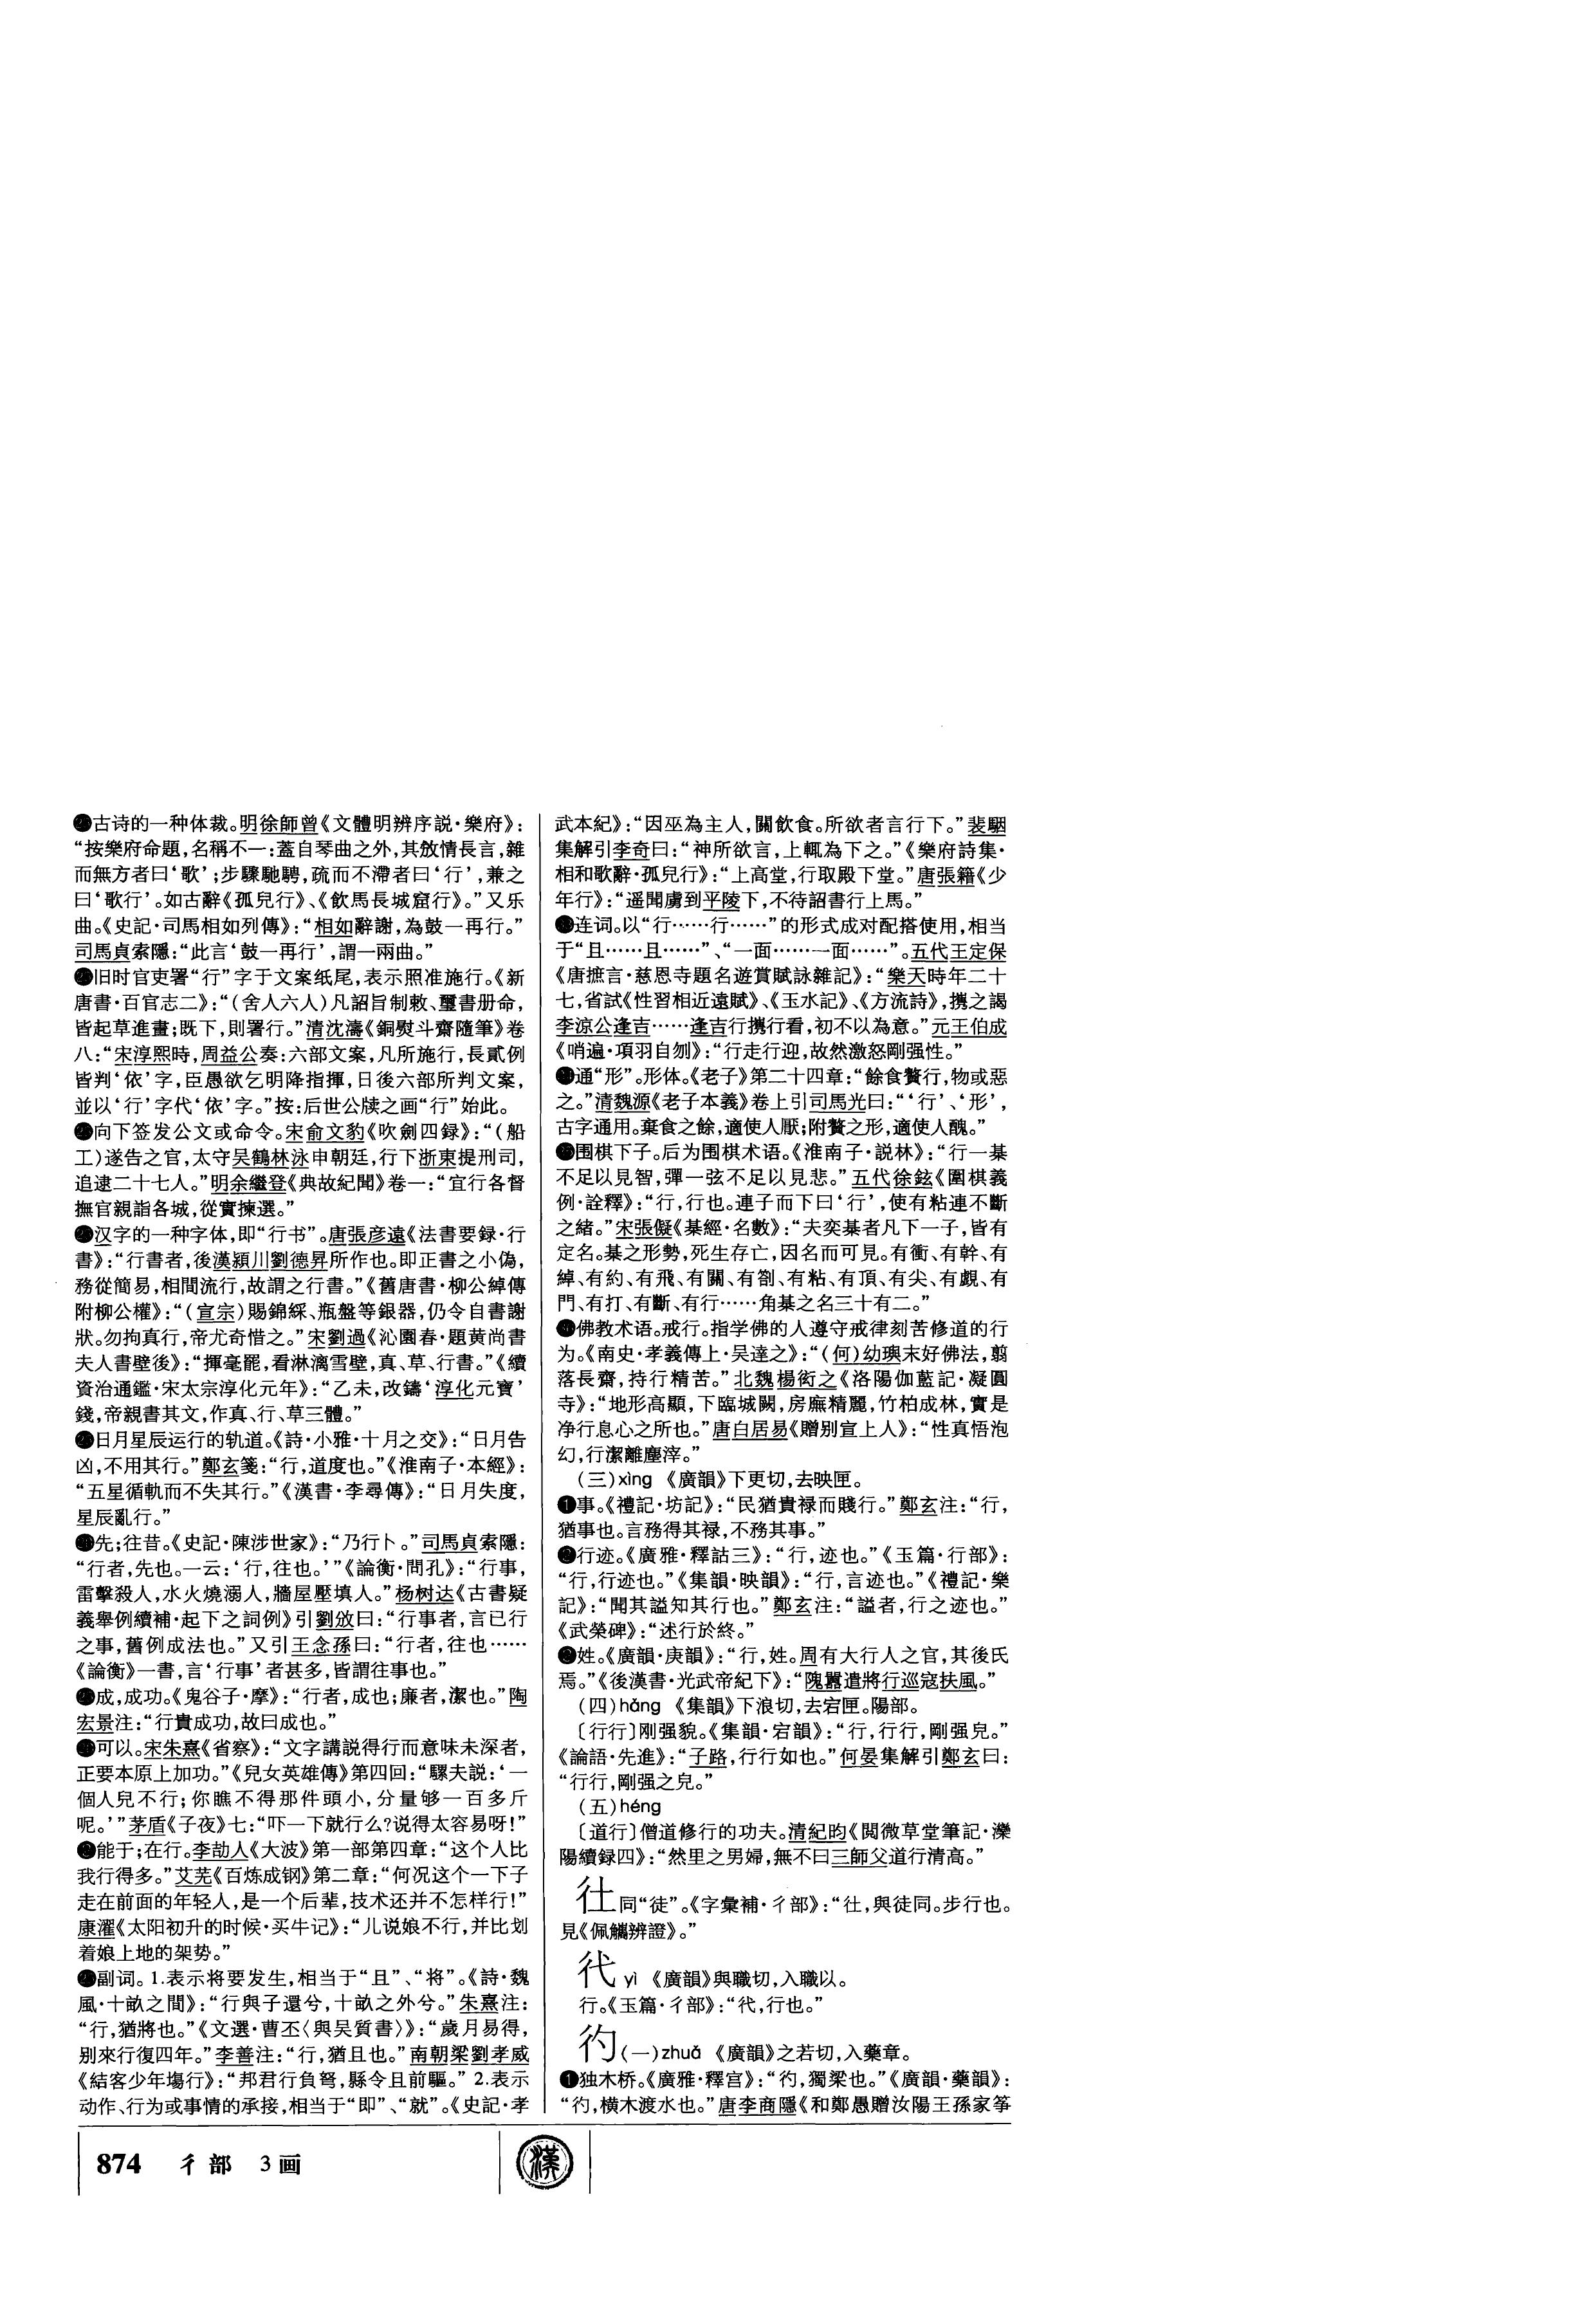 古诗的一种体裁。明徐師曾《文體明辨序説·樂府》：
“按樂府命題，名稱不一：蓋自琴曲之外，其放情長言，雜
而無方者曰‘歌’；步驟馳騁，疏而不滯者曰‘行’，兼之
曰‘歌行’。如古辭《孤兒行》、《飲馬長城窟行》。”又乐
曲。《史記·司馬相如列傳》：“相如辭謝，為鼓一再行。”
司馬貞索隱：“此言‘鼓一再行’，謂一兩曲。”
旧时官吏署“行”字于文案纸尾，表示照准施行。《新
唐書·百官志二》：“（舍人六人）凡詔旨制敕、璽書册命，
皆起草進畫；既下，則署行。”清沈濤《銅熨斗齋隨筆》卷
八：“宋淳熙時，周益公奏：六部文案，凡所施行，長貳例
皆判‘依’字，臣愚欲乞明降指揮，日後六部所判文案，
並以‘行’字代‘依’字。”按：后世公牍之画“行”始此。
向下签发公文或命令。宋俞文豹《吹劍四録》：“（船
工）遂告之官，太守吴鶴林泳申朝廷，行下浙東提刑司，
追逮二十七人。”明余繼登《典故紀聞》卷一：“宜行各督
撫官親詣各城，從實揀選。”
汉字的一种字体，即“行书”。唐張彦遠《法書要録·行
書》：“行書者，後漢潁川劉德昇所作也。即正書之小偽，
務從簡易，相間流行，故謂之行書。”《舊唐書·柳公綽傳
附柳公權》：“（宣宗）賜錦綵、瓶盤等銀器，仍令自書謝
狀。勿拘真行，帝尤奇惜之。”宋劉過《沁園春·題黄尚書
夫人書壁後》：“揮毫罷，看淋漓雪壁，真、草、行書。”《續
資治通鑑·宋太宗淳化元年》：“乙未，改鑄‘淳化元寶’
錢，帝親書其文，作真、行、草三體。”
日月星辰运行的轨道。《詩·小雅·十月之交》：“日月告
凶，不用其行。”鄭玄箋：“行，道度也。”《淮南子·本經》：
“五星循軌而不失其行。”《漢書·李尋傳》：“日月失度，
星辰亂行。”
先；往昔。《史記·陳涉世家》：“乃行卜。”司馬貞索隱：
“行者，先也。一云：‘行，往也。’”《論衡·問孔》：“行事，
雷擊殺人，水火燒溺人，牆屋壓填人。”杨树达《古書疑
義舉例續補·起下之詞例》引劉攽曰：“行事者，言已行
之事，舊例成法也。”又引王念孫曰：“行者，往也……
《論衡》一書，言‘行事’者甚多，皆謂往事也。”
成，成功。《鬼谷子·摩》：“行者，成也；廉者，潔也。”陶
宏景注：“行貴成功，故曰成也。”
可以。宋朱熹《省察》：“文字講説得行而意味未深者，
正要本原上加功。”《兒女英雄傳》第四回：“騾夫説：‘一
個人兒不行；你瞧不得那件頭小，分量够一百多斤
呢。’”茅盾《子夜》七：“吓一下就行么？说得太容易呀！”
能于；在行。李劼人《大波》第一部第四章：“这个人比
我行得多。”艾芜《百炼成钢》第二章：“何况这个一下子
走在前面的年轻人，是一个后辈，技术还并不怎样行！”
康濯《太阳初升的时候·买牛记》：“儿说娘不行，并比划
着娘上地的架势。”
副词。1.表示将要发生，相当于“且”、“将”。《詩·魏
風·十畝之間》：“行與子還兮，十畝之外兮。”朱熹注：
“行，猶將也。”《文選·曹丕〈與吴質書〉》：“歲月易得，
别來行復四年。”李善注：“行，猶且也。”南朝梁劉孝威
《結客少年場行》：“邦君行負弩，縣令且前驅。”2.表示
动作、行为或事情的承接，相当于“即”、“就”。《史記·孝
武本紀》：“因巫為主人，關飲食。所欲者言行下。”裴駰
集解引李奇曰：“神所欲言，上輒為下之。”《樂府詩集·
相和歌辭·孤兒行》：“上高堂，行取殿下堂。”唐張籍《少
年行》：“遥聞虜到平陵下，不待詔書行上馬。”
连词。以“行……行……”的形式成对配搭使用，相当
于“且……且……”、“一面……一面……”。五代王定保
《唐摭言·慈恩寺題名遊賞賦詠雜記》：“樂天時年二十
七，省試《性習相近遠賦》、《玉水記》、《方流詩》，携之謁
李涼公逢吉……逢吉行携行看，初不以為意。”元王伯成
《哨遍·項羽自刎》：“行走行迎，故然激怒剛强性。”
通“形”。形体。《老子》第二十四章：“餘食贅行，物或惡
之。”清魏源《老子本義》卷上引司馬光曰：“‘行’、‘形’，
古字通用。棄食之餘，適使人厭；附贅之形，適使人醜。”
围棋下子。后为围棋术语。《淮南子·説林》：“行一棊
不足以見智，彈一弦不足以見悲。”五代徐鉉《圍棋義
例·詮釋》：“行，行也。連子而下曰‘行’，使有粘連不斷
之緒。”宋張儗《棊經·名數》：“夫奕棊者凡下一子，皆有
定名。棊之形勢，死生存亡，因名而可見。有衝、有幹、有
綽、有約、有飛、有關、有劄、有粘、有頂、有尖、有覷、有
門、有打、有斷、有行……角棊之名三十有二。”
佛教术语。戒行。指学佛的人遵守戒律刻苦修道的行
为。《南史·孝義傳上·吴達之》：“（何）幼璵末好佛法，翦
落長齋，持行精苦。”北魏楊衒之《洛陽伽藍記·凝圓
寺》：“地形高顯，下臨城闕，房廡精麗，竹柏成林，實是
净行息心之所也。”唐白居易《贈别宣上人》：“性真悟泡
幻，行潔離塵滓。”
（三）xìng 《廣韻》下更切，去映匣。
❶事。《禮記·坊記》：“民猶貴禄而賤行。”鄭玄注：“行，
猶事也。言務得其禄，不務其事。”
❷行迹。《廣雅·釋詁三》：“行，迹也。”《玉篇·行部》：
“行，行迹也。”《集韻·映韻》：“行，言迹也。”《禮記·樂
記》：“聞其謚知其行也。”鄭玄注：“謚者，行之迹也。”
《武榮碑》：“述行於終。”
姓。《廣韻·庚韻》：“行，姓。周有大行人之官，其後氏
焉。”《後漢書·光武帝紀下》：“隗囂遣將行巡寇扶風。”
（四）hàng 《集韻》下浪切，去宕匣。陽部。
〔行行〕刚强貌。《集韻·宕韻》：“行，行行，剛强皃。”
《論語·先進》：“子路，行行如也。”何晏集解引鄭玄曰：
“行行，剛强之皃。”
（五）héng
〔道行〕僧道修行的功夫。清紀昀《閲微草堂筆記·灤
陽續録四》：“然里之男婦，無不曰三師父道行清高。”
𢓇同“徒”。《字彙補·彳部》：“𢓇，與徒同。步行也。
見《佩觿辨證》。”
㣤 yì 《廣韻》與職切，入職以。
行。《玉篇·彳部》：“㣤，行也。”
彴（一）zhuó 《廣韻》之若切，入藥章。
❶独木桥。《廣雅·釋宫》：“彴，獨梁也。”《廣韻·藥韻》：
“彴，横木渡水也。”唐李商隱《和鄭愚贈汝陽王孫家筝
874 彳部 3画
漢